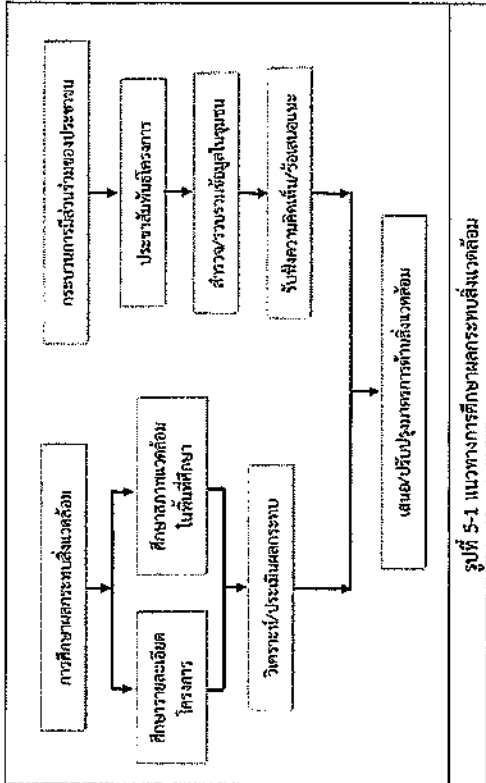 การศึกษาผลกระทบสิ่งแวดล้อม
กระบวนการมีส่วนร่วมของประชาชน
ศึกษารายละเอียด
โครงการ
ศึกษาสภาพแวดล้อม
ในพื้นที่ศึกษา
ประชาสัมพันธ์โครงการ
สำรวจ/รวบรวมข้อมูลในชุมชน
วิเคราะห์/ประเมินผลกระทบ
รับฟังความคิดเห็น/ข้อเสนอแนะ
เสนอ/ปรับปรุงมาตรการด้านสิ่งแวดล้อม
รูปที่ 5-1 แนวทางการศึกษาผลกระทบสิ่งแวดล้อม